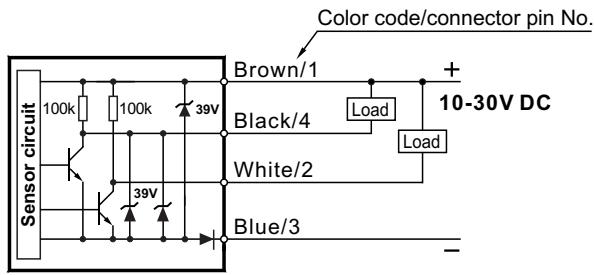 Color code/connector pin No.
Brown/1
+
100k
100k
39V
Load
10-30V DC
Black/4
Load
Sensor circuit
White/2
39V
Blue/3
–